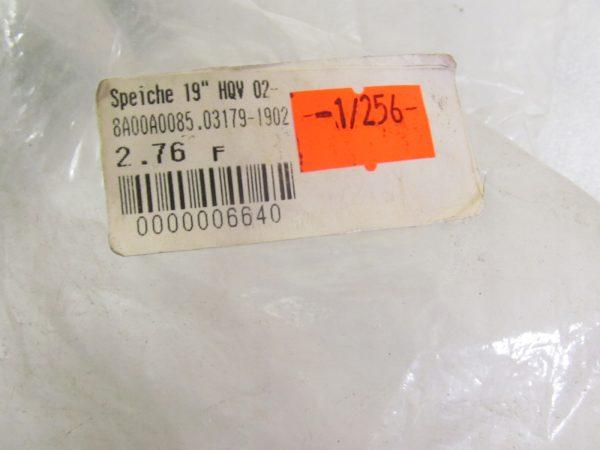 Speiche 19" HQV 02-
8A00A0085.03179-1902
2.76 F
0000006640
--1/256-